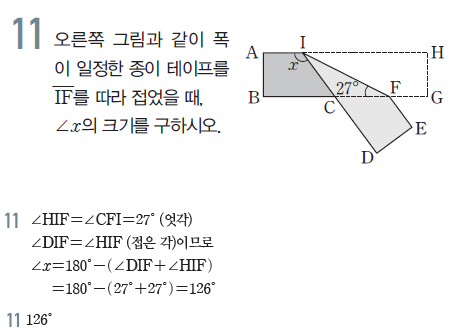 11 오른쪽 그림과 같이 폭
이 일정한 종이 테이프를
IF를 따라 접었을 때,
∠x의 크기를 구하시오.
A I H
x
27° F
B C G
E
D
11 ∠HIF=∠CFI=27° (엇각)
∠DIF=∠HIF (접은 각)이므로
∠x=180°-(∠DIF+∠HIF)
=180°-(27°+27°)=126°
11 126°